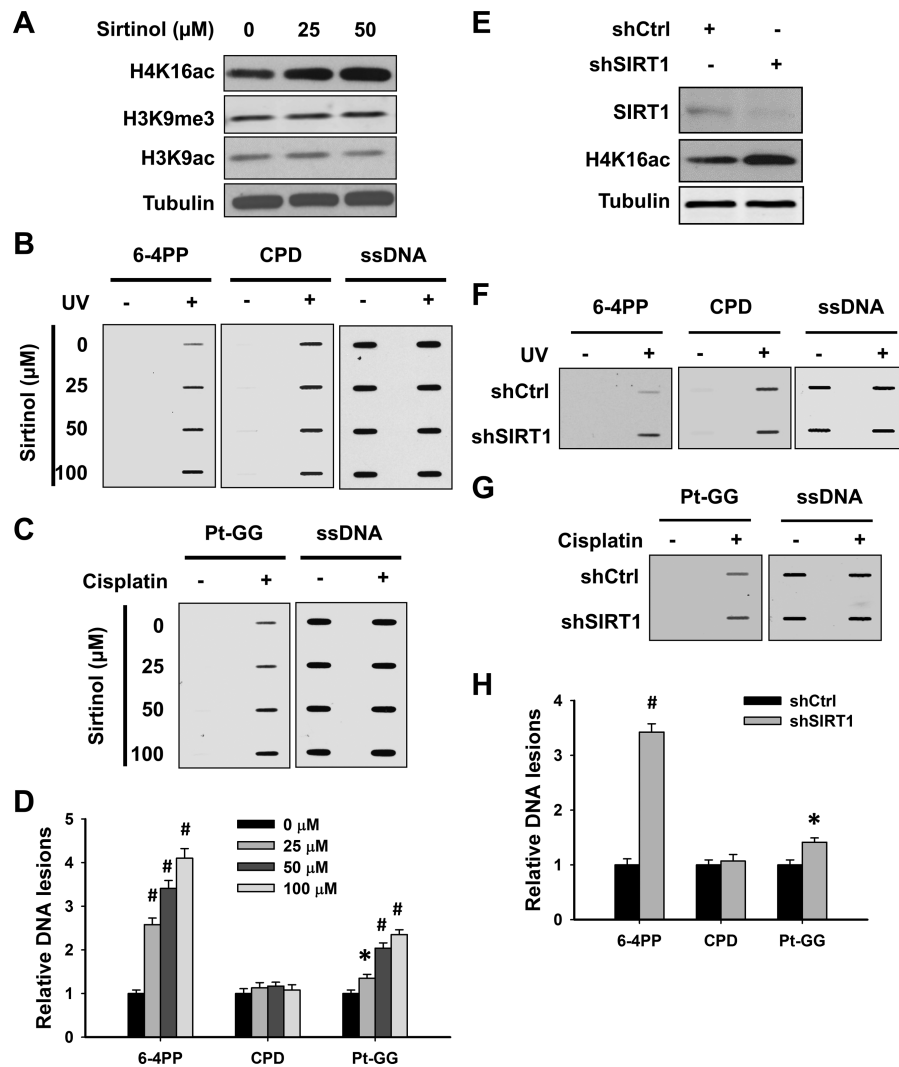 A
Sirtinol (µM) 0 25 50
H4K16ac
H3K9me3
H3K9ac
Tubulin
B
6-4PP CPD ssDNA
UV - + - + - +
Sirtinol (µM)
0
25
50
100
C
Pt-GG ssDNA
Cisplatin - + - +
Sirtinol (µM)
0
25
50
100
D
Relative DNA lesions
5
4
3
2
1
0
0 µM
25 µM
50 µM
100 µM
# # #
* # #
6-4PP CPD Pt-GG
E
shCtrl + -
shSIRT1 - +
SIRT1
H4K16ac
Tubulin
F
6-4PP CPD ssDNA
UV - + - + - +
shCtrl
shSIRT1
G
Pt-GG ssDNA
Cisplatin - + - +
shCtrl
shSIRT1
H
Relative DNA lesions
4
3
2
1
0
shCtrl
shSIRT1
#
*
6-4PP CPD Pt-GG